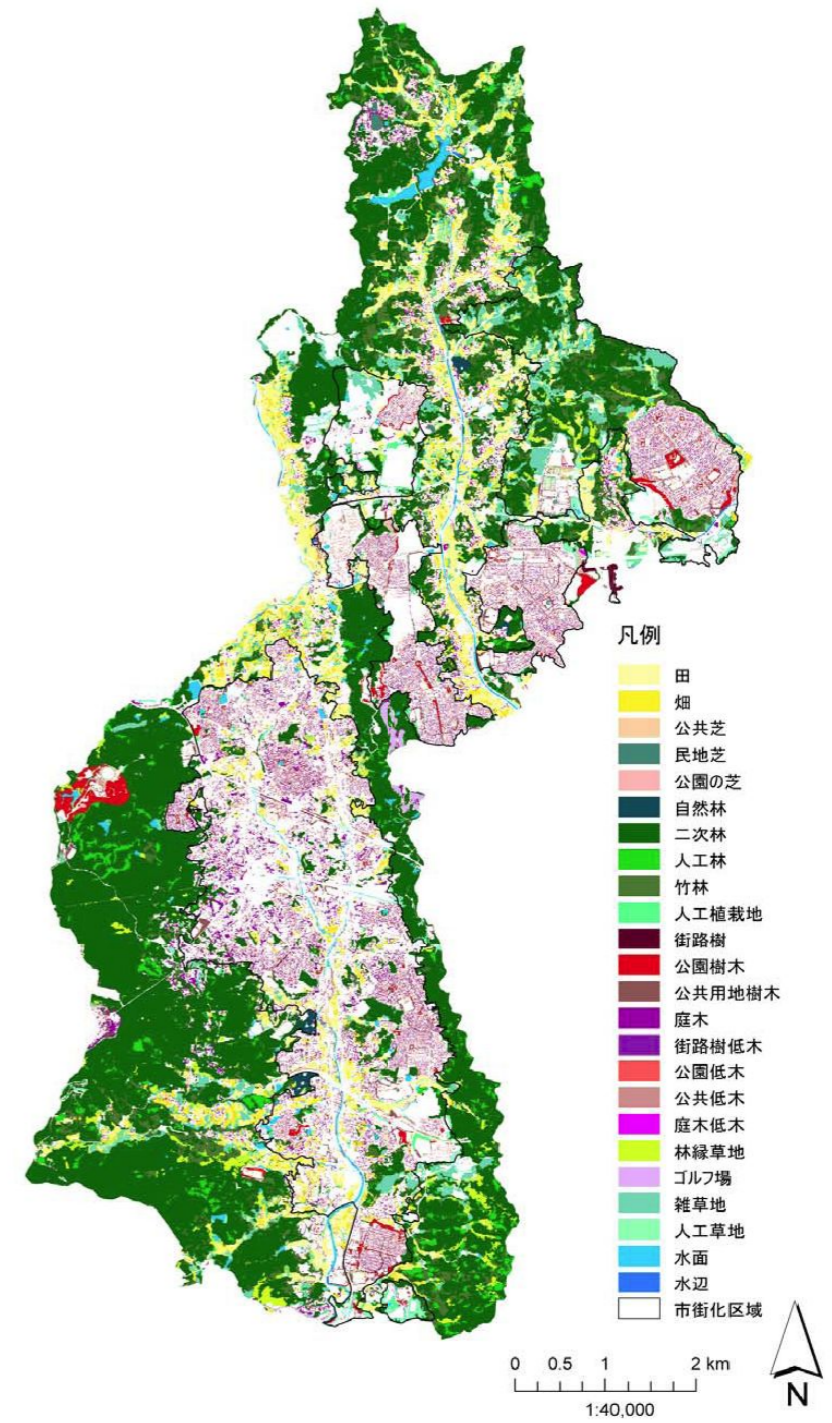 凡例
田
畑
公共芝
民地芝
公園の芝
自然林
二次林
人工林
竹林
人工植栽地
街路樹
公園樹木
公共用地樹木
庭木
街路樹低木
公園低木
公共低木
庭木低木
林縁草地
ゴルフ場
雑草地
人工草地
水面
水辺
市街化区域
0 0.5 1 2 km
1:40,000
N